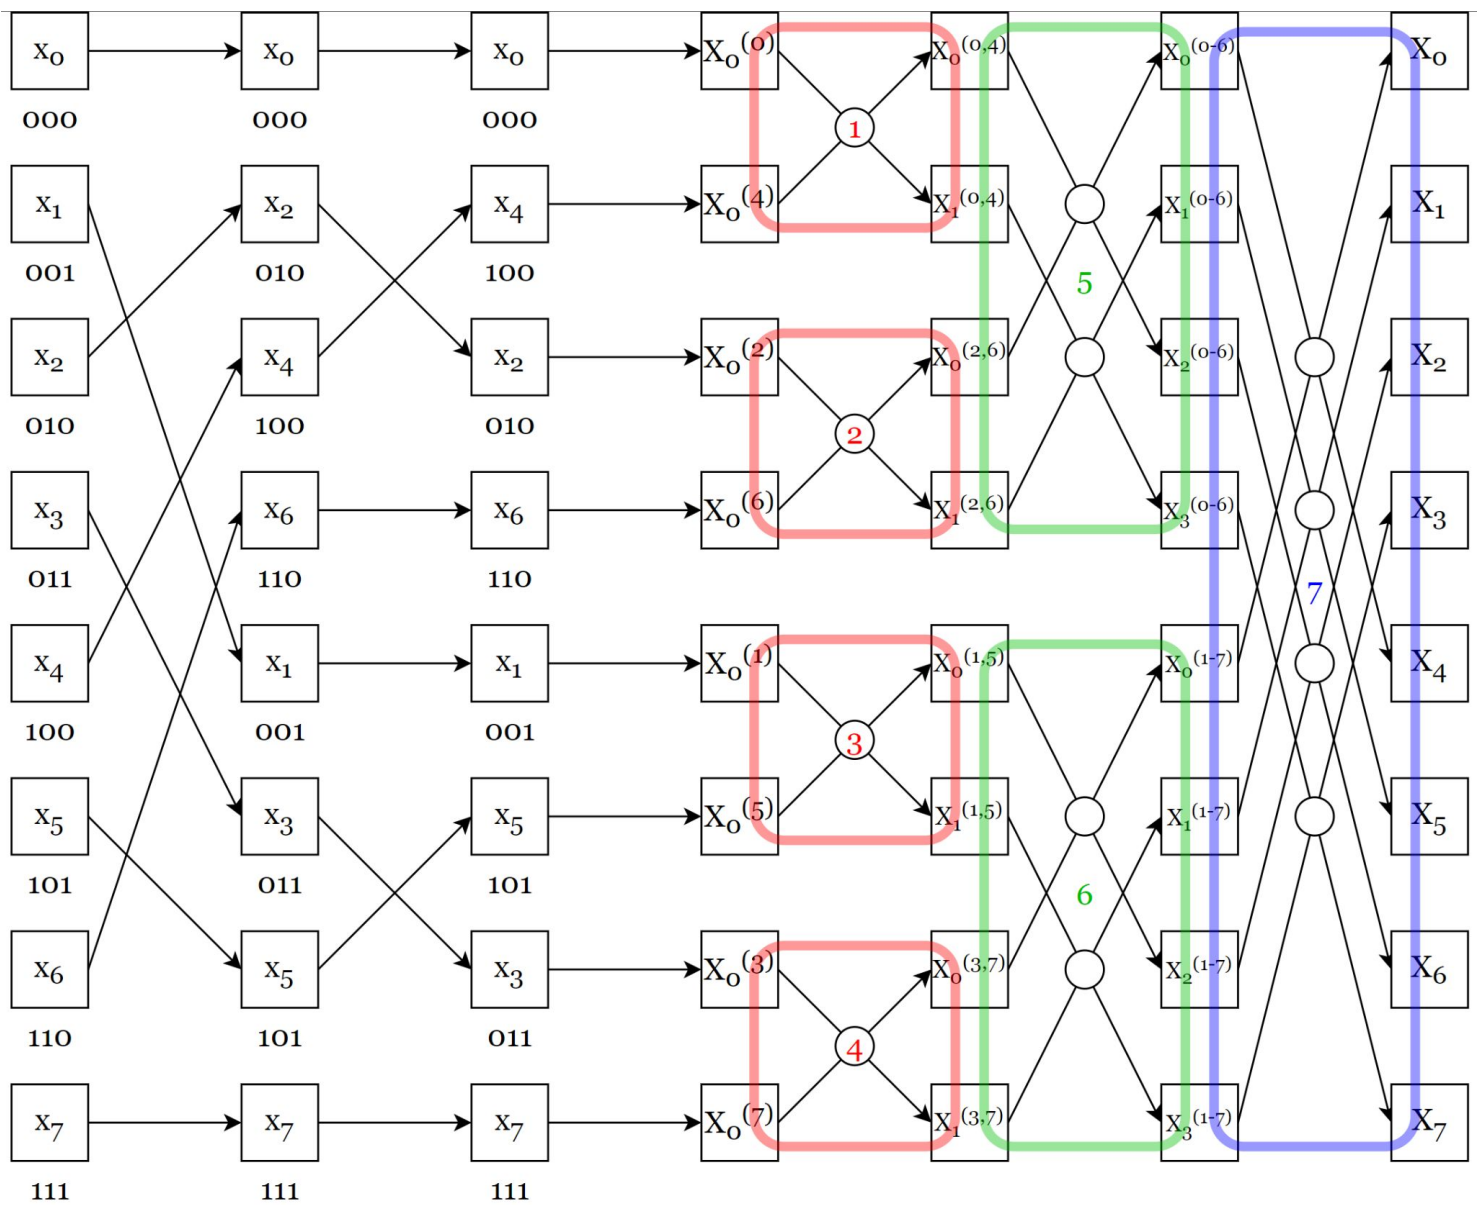 x₀ x₀ x₀ X₀⁽⁰⁾ X₀⁽⁰,⁴⁾ X₀⁽⁰⁻⁶⁾ X₀
000 000 000
1
x₁ x₂ x₄ X₀⁽⁴⁾ X₁⁽⁰,⁴⁾ X₁⁽⁰⁻⁶⁾ X₁
001 010 100
5
x₂ x₄ x₂ X₀⁽²⁾ X₀⁽²,⁶⁾ X₂⁽⁰⁻⁶⁾ X₂
010 100 010
2
x₃ x₆ x₆ X₀⁽⁶⁾ X₁⁽²,⁶⁾ X₃⁽⁰⁻⁶⁾ X₃
011 110 110
7
x₄ x₁ x₁ X₀⁽¹⁾ X₀⁽¹,⁵⁾ X₀⁽¹⁻⁷⁾ X₄
100 001 001
3
x₅ x₃ x₅ X₀⁽⁵⁾ X₁⁽¹,⁵⁾ X₁⁽¹⁻⁷⁾ X₅
101 011 101
6
x₆ x₅ x₃ X₀⁽³⁾ X₀⁽³,⁷⁾ X₂⁽¹⁻⁷⁾ X₆
110 101 011
4
x₇ x₇ x₇ X₀⁽⁷⁾ X₁⁽³,⁷⁾ X₃⁽¹⁻⁷⁾ X₇
111 111 111